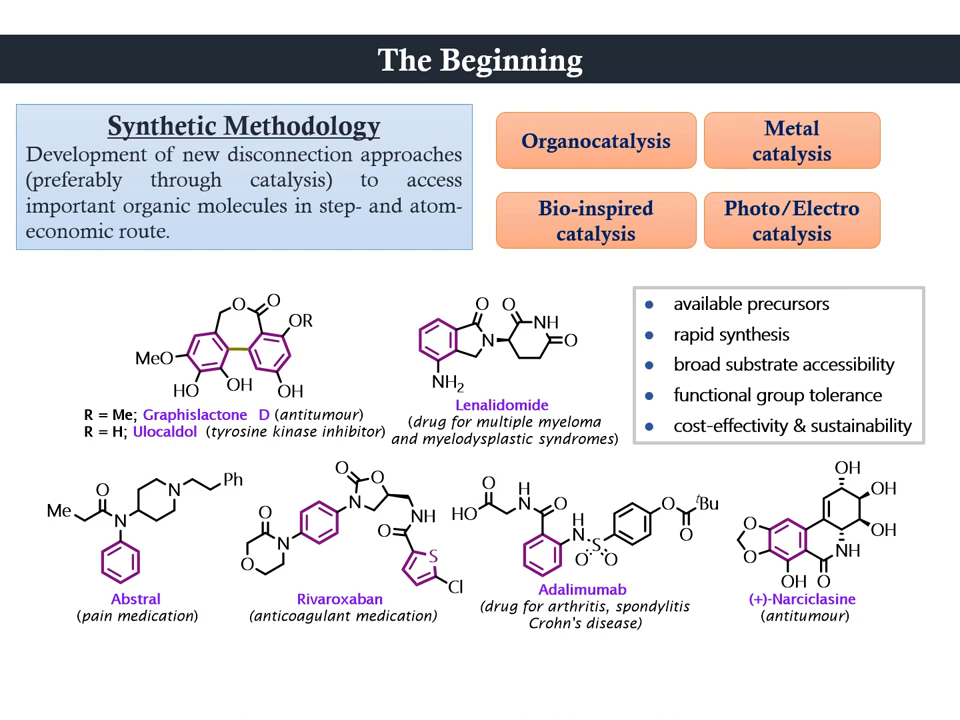 The Beginning
Synthetic Methodology
Development of new disconnection approaches
(preferably through catalysis) to access
important organic molecules in step- and atom-
economic route.
Organocatalysis
Metal
catalysis
Bio-inspired
catalysis
Photo/Electro
catalysis
O
O
OR
MeO
HO
OH
OH
R = Me; Graphislactone D (antitumour)
R = H; Ulocaldol (tyrosine kinase inhibitor)
O
O
NH
N
O
NH2
Lenalidomide
(drug for multiple myeloma
and myelodysplastic syndromes)
• available precursors
• rapid synthesis
• broad substrate accessibility
• functional group tolerance
• cost-effectivity & sustainability
Ph
N
O
Me
N
Abstral
(pain medication)
O
O
N
O
N
O
NH
O
S
Cl
Rivaroxaban
(anticoagulant medication)
O
HO
H
N
O
H
N
S
O
O
O
tBu
O
Adalimumab
(drug for arthritis, spondylitis
Crohn's disease)
OH
OH
OH
O
O
NH
OH
O
(+)-Narciclasine
(antitumour)